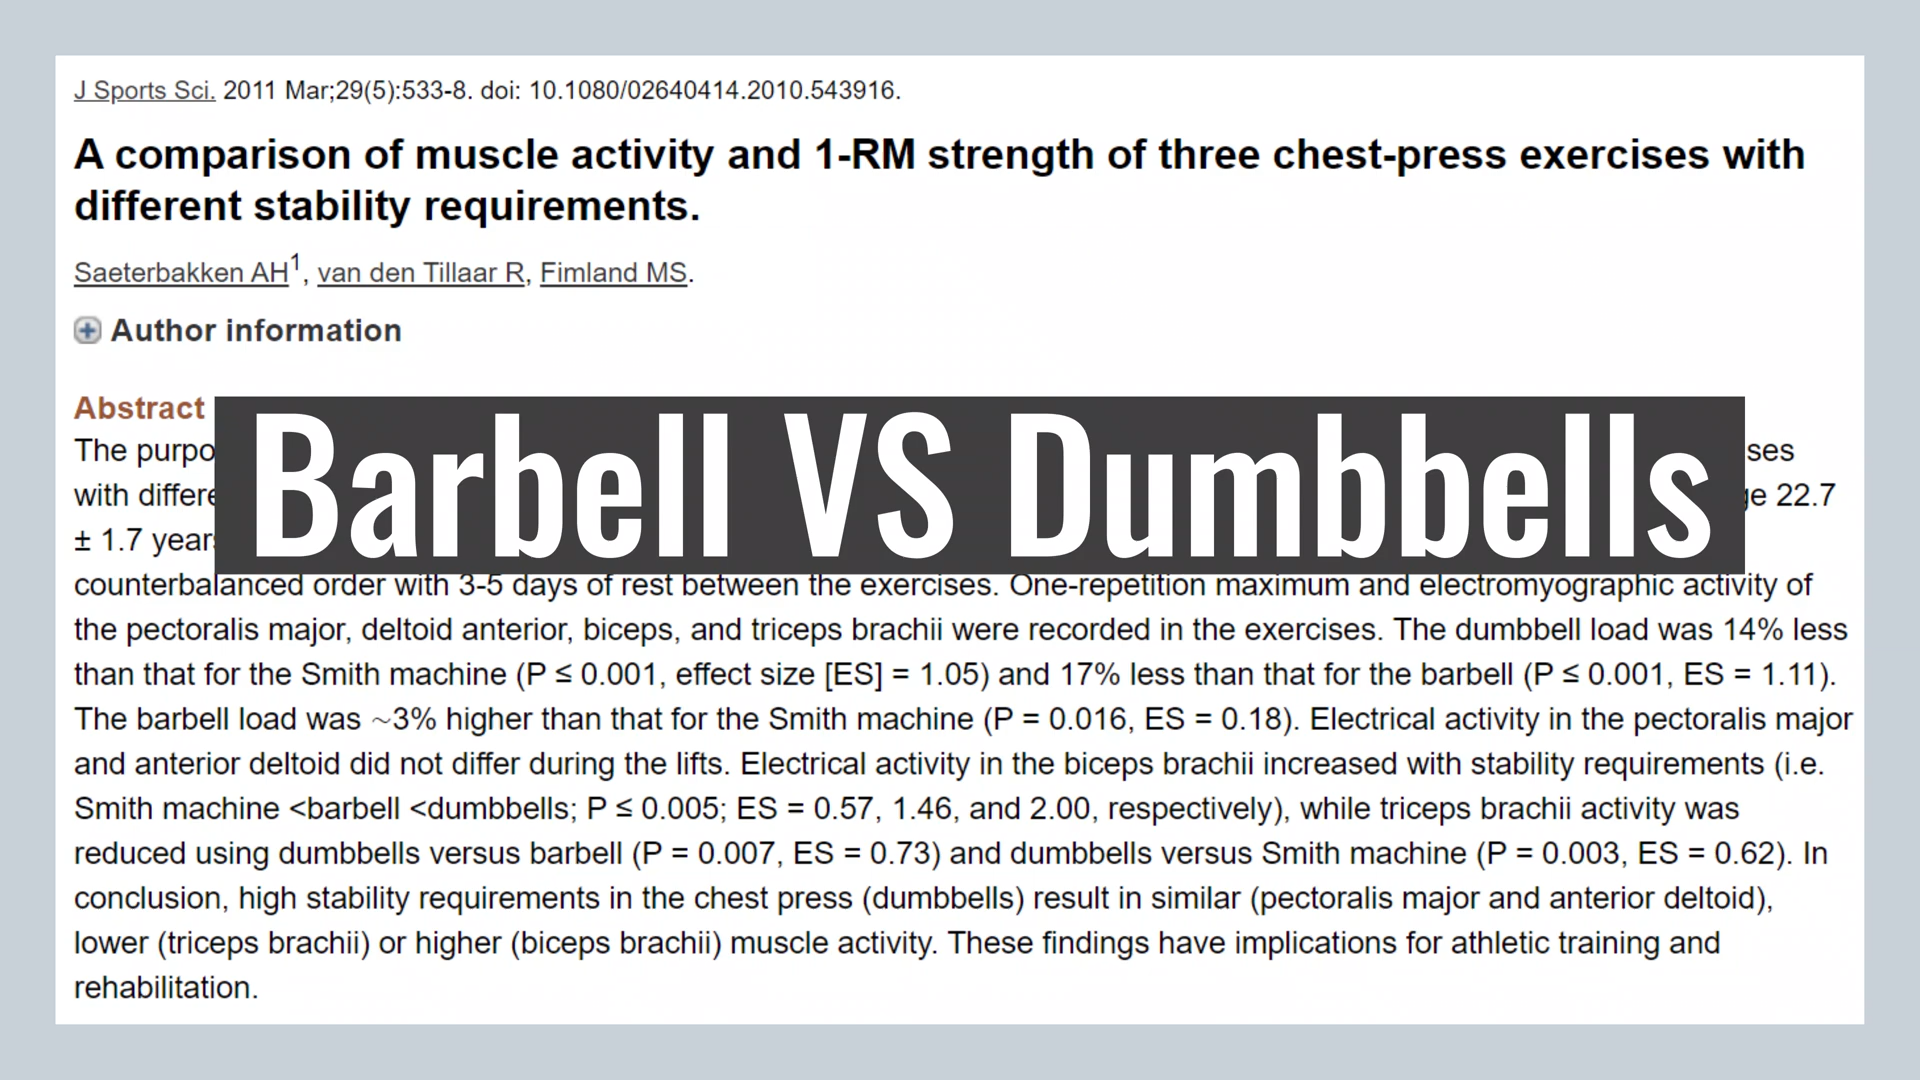 J Sports Sci. 2011 Mar;29(5):533-8. doi: 10.1080/02640414.2010.543916.
A comparison of muscle activity and 1-RM strength of three chest-press exercises with
different stability requirements.
Saeterbakken AH1, van den Tillaar R, Fimland MS.
Author information
Abstract
Barbell VS Dumbbells
The
with
22.7
± 1.7
counterbalanced order with 3-5 days of rest between the exercises. One-repetition maximum and electromyographic activity of
the pectoralis major, deltoid anterior, biceps, and triceps brachii were recorded in the exercises. The dumbbell load was 14% less
than that for the Smith machine (P ≤ 0.001, effect size [ES] = 1.05) and 17% less than that for the barbell (P ≤ 0.001, ES = 1.11).
The barbell load was ~3% higher than that for the Smith machine (P = 0.016, ES = 0.18). Electrical activity in the pectoralis major
and anterior deltoid did not differ during the lifts. Electrical activity in the biceps brachii increased with stability requirements (i.e.
Smith machine <barbell <dumbbells; P ≤ 0.005; ES = 0.57, 1.46, and 2.00, respectively), while triceps brachii activity was
reduced using dumbbells versus barbell (P = 0.007, ES = 0.73) and dumbbells versus Smith machine (P = 0.003, ES = 0.62). In
conclusion, high stability requirements in the chest press (dumbbells) result in similar (pectoralis major and anterior deltoid),
lower (triceps brachii) or higher (biceps brachii) muscle activity. These findings have implications for athletic training and
rehabilitation.